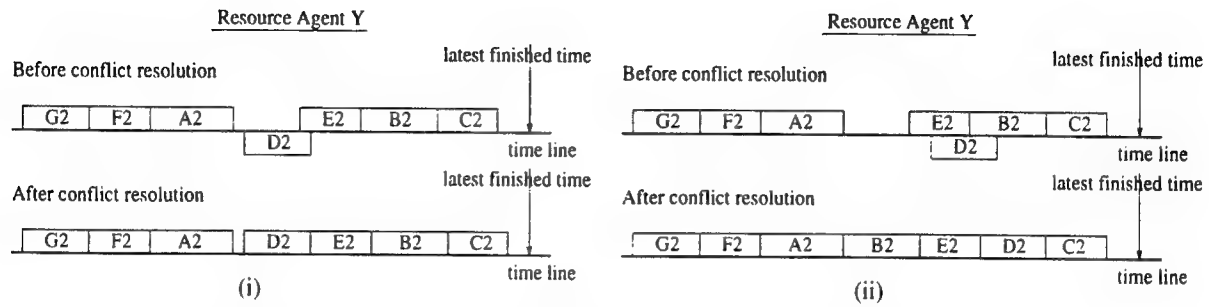 Resource Agent Y
latest finished time
Before conflict resolution
G2 F2 A2 E2 B2 C2
D2
time line
latest finished time
After conflict resolution
G2 F2 A2 D2 E2 B2 C2
time line
(i)
Resource Agent Y
latest finished time
Before conflict resolution
G2 F2 A2 E2 B2 C2
D2
time line
latest finished time
After conflict resolution
G2 F2 A2 B2 E2 D2 C2
time line
(ii)